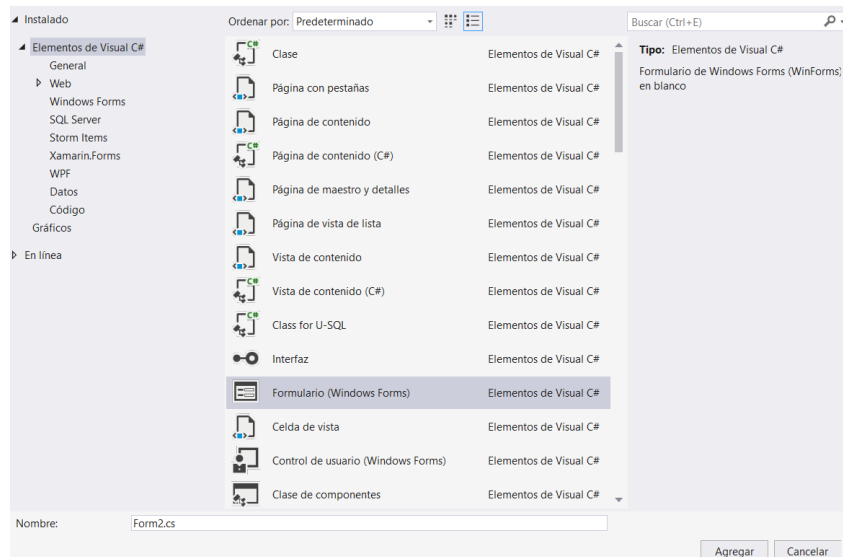 Instalado
Ordenar por: Predeterminado
Buscar (Ctrl+E)
Elementos de Visual C#
General
Web
Windows Forms
SQL Server
Storm Items
Xamarin.Forms
WPF
Datos
Código
Gráficos
En línea
C# Clase Elementos de Visual C#
Página con pestañas Elementos de Visual C#
Página de contenido Elementos de Visual C#
C# Página de contenido (C#) Elementos de Visual C#
Página de maestro y detalles Elementos de Visual C#
Página de vista de lista Elementos de Visual C#
Vista de contenido Elementos de Visual C#
C# Vista de contenido (C#) Elementos de Visual C#
C# Class for U-SQL Elementos de Visual C#
Interfaz Elementos de Visual C#
Formulario (Windows Forms) Elementos de Visual C#
Celda de vista Elementos de Visual C#
Control de usuario (Windows Forms) Elementos de Visual C#
Clase de componentes Elementos de Visual C#
Tipo: Elementos de Visual C#
Formulario de Windows Forms (WinForms)
en blanco
Nombre: Form2.cs
Agregar Cancelar